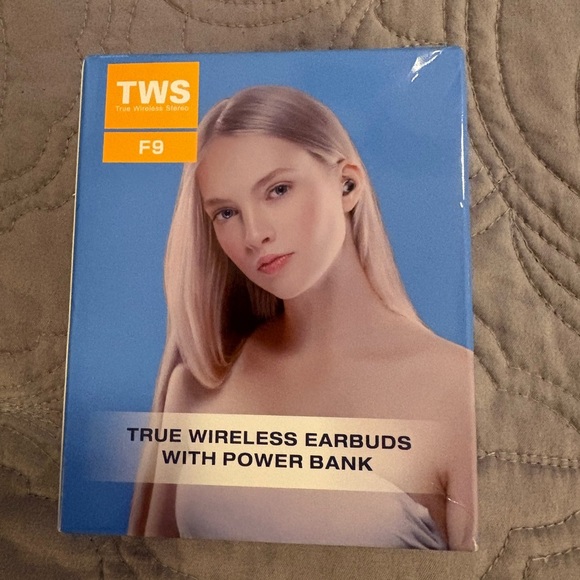 TWS
True Wireless Stereo
F9
TRUE WIRELESS EARBUDS
WITH POWER BANK